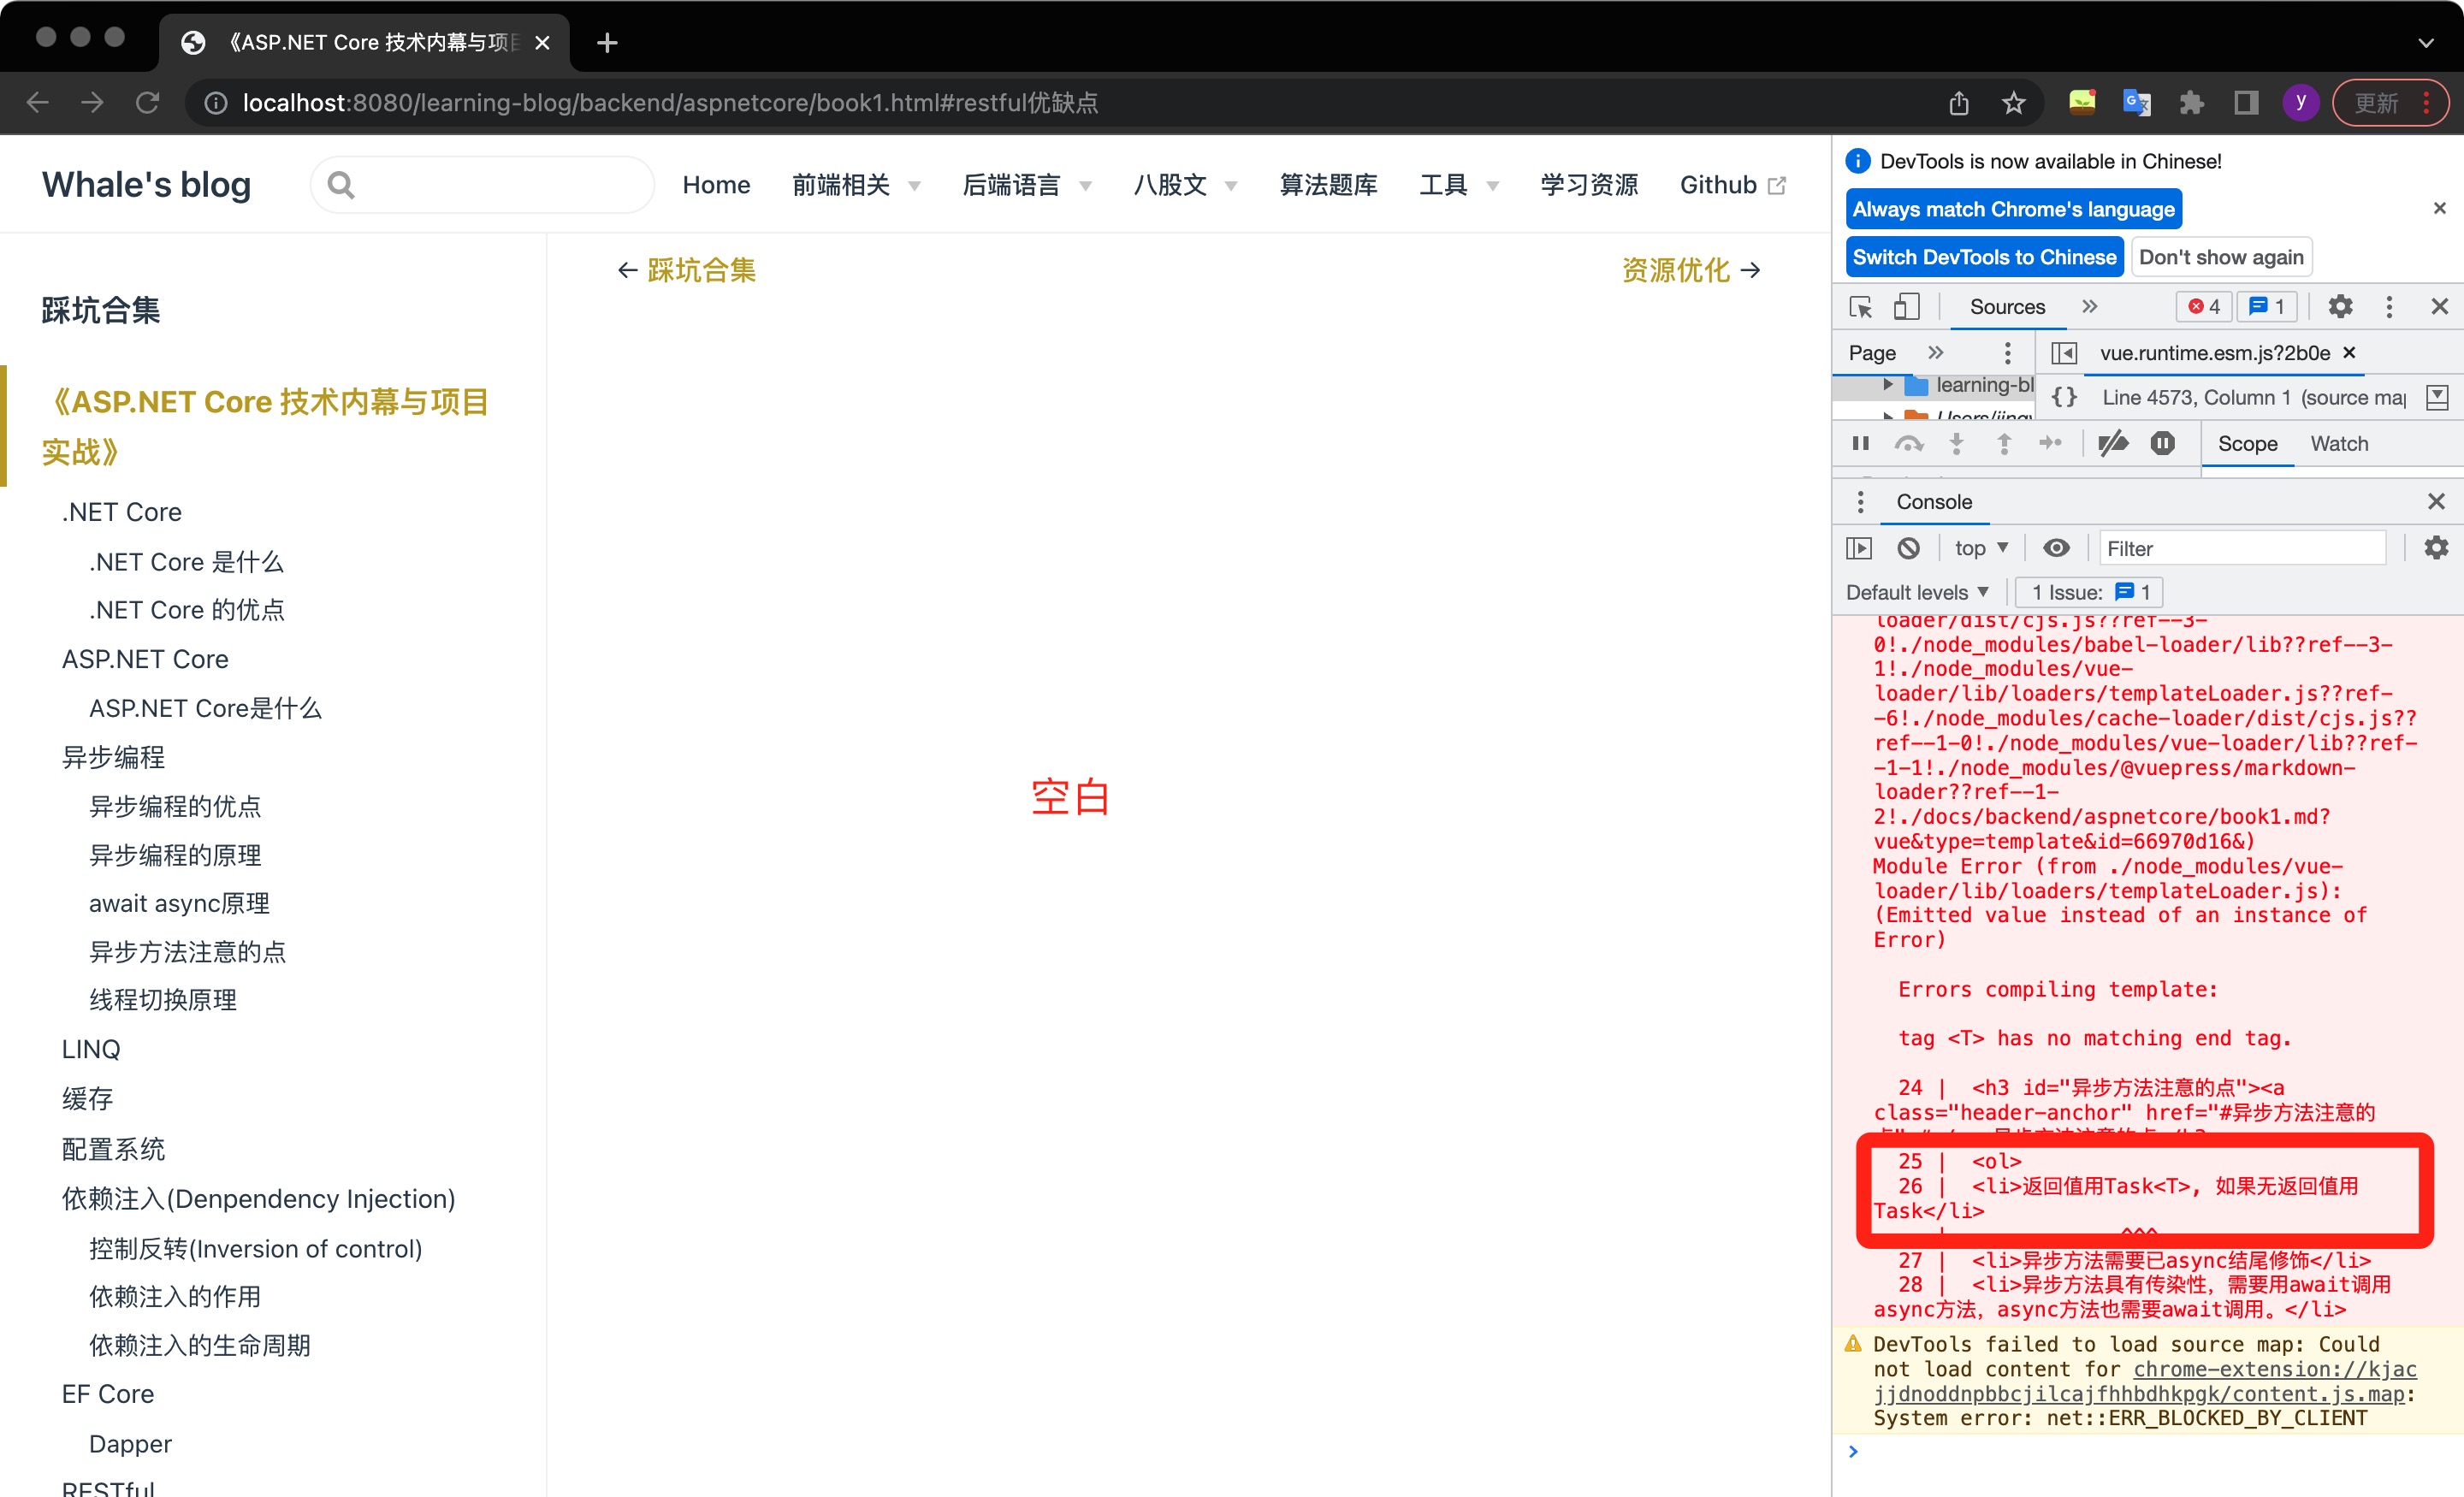 《ASP.NET Core 技术内幕与项目
localhost:8080/learning-blog/backend/aspnetcore/book1.html#restful优缺点
y
更新
Whale's blog
Home
前端相关
后端语言
八股文
算法题库
工具
学习资源
Github
踩坑合集
《ASP.NET Core 技术内幕与项目
实战》
.NET Core
.NET Core 是什么
.NET Core 的优点
ASP.NET Core
ASP.NET Core是什么
异步编程
异步编程的优点
异步编程的原理
await async原理
异步方法注意的点
线程切换原理
LINQ
缓存
配置系统
依赖注入(Denpendency Injection)
控制反转(Inversion of control)
依赖注入的作用
依赖注入的生命周期
EF Core
Dapper
RESTful
← 踩坑合集
资源优化 →
空白
DevTools is now available in Chinese!
Always match Chrome's language
Switch DevTools to Chinese
Don't show again
Sources
4
1
Page
vue.runtime.esm.js?2b0e
learning-bl
{} Line 4573, Column 1 (source map
Scope
Watch
Console
top
Filter
Default levels
1 Issue: 1
loader/dist/cjs.js??ref--3-
0!./node_modules/babel-loader/lib??ref--3-
1!./node_modules/vue-
loader/lib/loaders/templateLoader.js??ref-
-6!./node_modules/cache-loader/dist/cjs.js??
ref--1-0!./node_modules/vue-loader/lib??ref-
-1-1!./node_modules/@vuepress/markdown-
loader??ref--1-
2!./docs/backend/aspnetcore/book1.md?
vue&type=template&id=66970d16&)
Module Error (from ./node_modules/vue-
loader/lib/loaders/templateLoader.js):
(Emitted value instead of an instance of
Error)
Errors compiling template:
tag <T> has no matching end tag.
24 | <h3 id="异步方法注意的点"><a
class="header-anchor" href="#异步方法注意的
25 | <ol>
26 | <li>返回值用Task<T>, 如果无返回值用
Task</li>
| ^^^
27 | <li>异步方法需要已async结尾修饰</li>
28 | <li>异步方法具有传染性，需要用await调用
async方法，async方法也需要await调用。</li>
DevTools failed to load source map: Could
not load content for chrome-extension://kjac
jjdnoddnpbbcjilcajfhhbdhkpgk/content.js.map:
System error: net::ERR_BLOCKED_BY_CLIENT